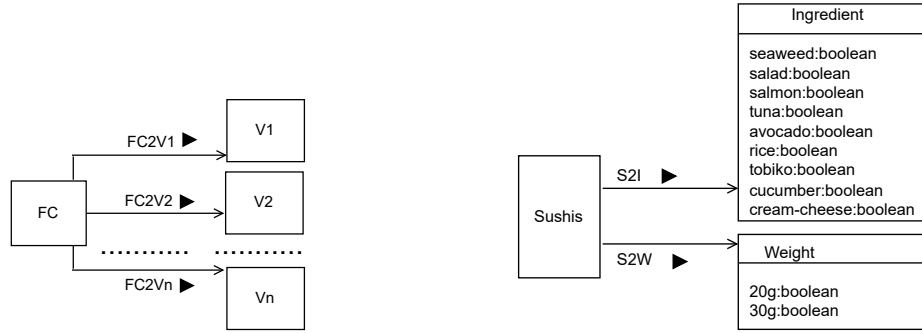 FC
FC2V1
V1
FC2V2
V2
FC2Vn
Vn
Sushis
S2I
S2W
Ingredient
seaweed:boolean
salad:boolean
salmon:boolean
tuna:boolean
avocado:boolean
rice:boolean
tobiko:boolean
cucumber:boolean
cream-cheese:boolean
Weight
20g:boolean
30g:boolean